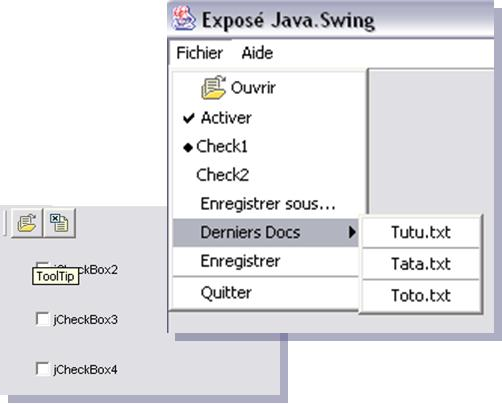 Exposé Java.Swing
Fichier Aide
Ouvrir
Activer
Check1
Check2
Enregistrer sous...
Derniers Docs
Tutu.txt
Enregistrer
Tata.txt
Quitter
Toto.txt
jCheckBox2
ToolTip
jCheckBox3
jCheckBox4